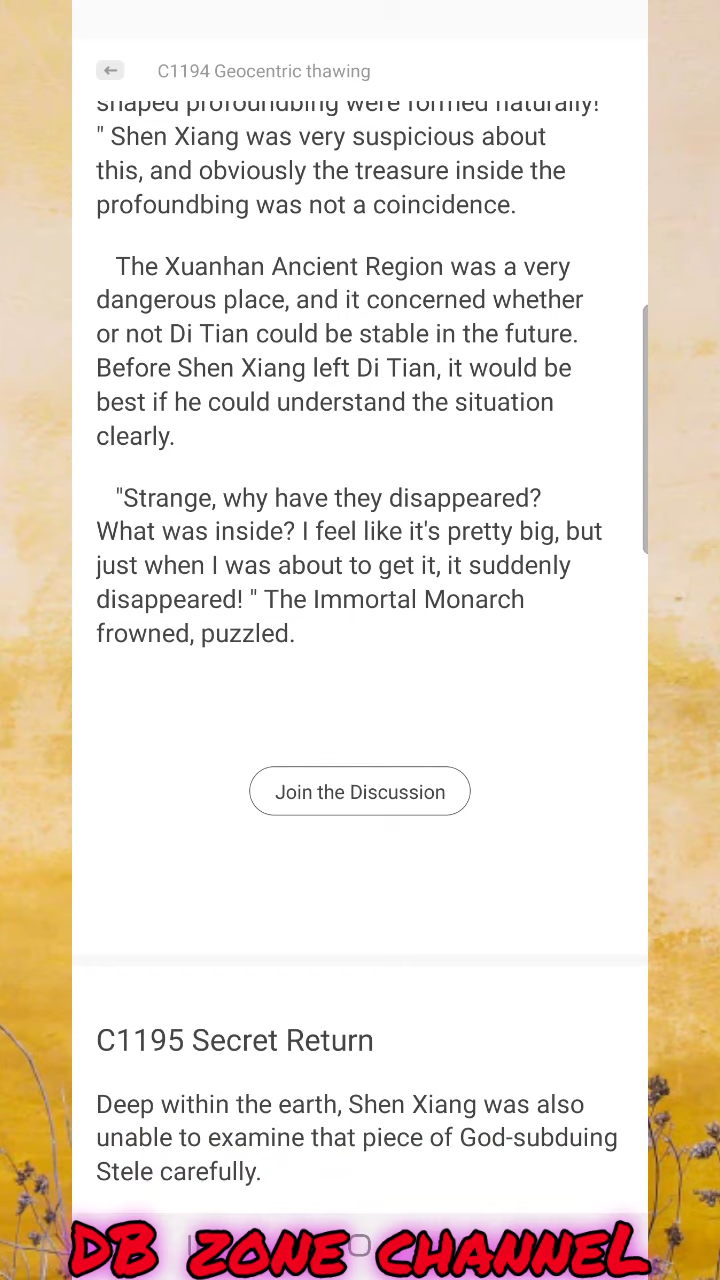 C1194 Geocentric thawing
shaped profoundbing were formed naturally!
" Shen Xiang was very suspicious about
this, and obviously the treasure inside the
profoundbing was not a coincidence.
The Xuanhan Ancient Region was a very
dangerous place, and it concerned whether
or not Di Tian could be stable in the future.
Before Shen Xiang left Di Tian, it would be
best if he could understand the situation
clearly.
"Strange, why have they disappeared?
What was inside? I feel like it's pretty big, but
just when I was about to get it, it suddenly
disappeared! " The Immortal Monarch
frowned, puzzled.
Join the Discussion
C1195 Secret Return
Deep within the earth, Shen Xiang was also
unable to examine that piece of God-subduing
Stele carefully.
DB ZONE CHANNEL